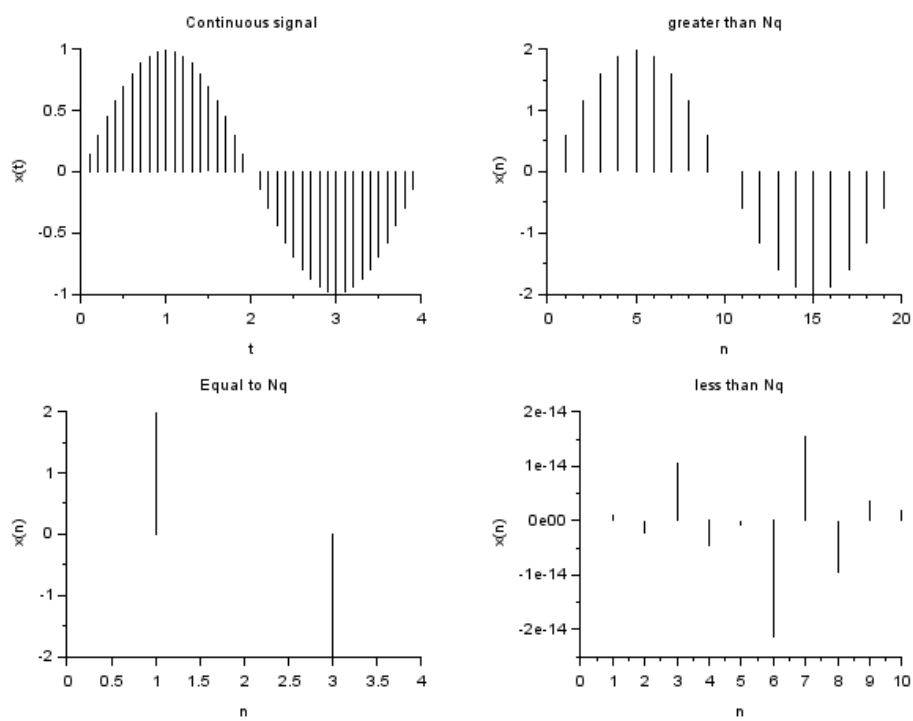 Continuous signal
1
0.5
0
-0.5
-1
x(t)
0 1 2 3 4
t
greater than Nq
2
1
0
-1
-2
x(n)
0 5 10 15 20
n
Equal to Nq
2
1
0
-1
-2
x(n)
0 0.5 1 1.5 2 2.5 3 3.5 4
n
less than Nq
2e-14
1e-14
0e00
-1e-14
-2e-14
x(n)
0 1 2 3 4 5 6 7 8 9 10
n